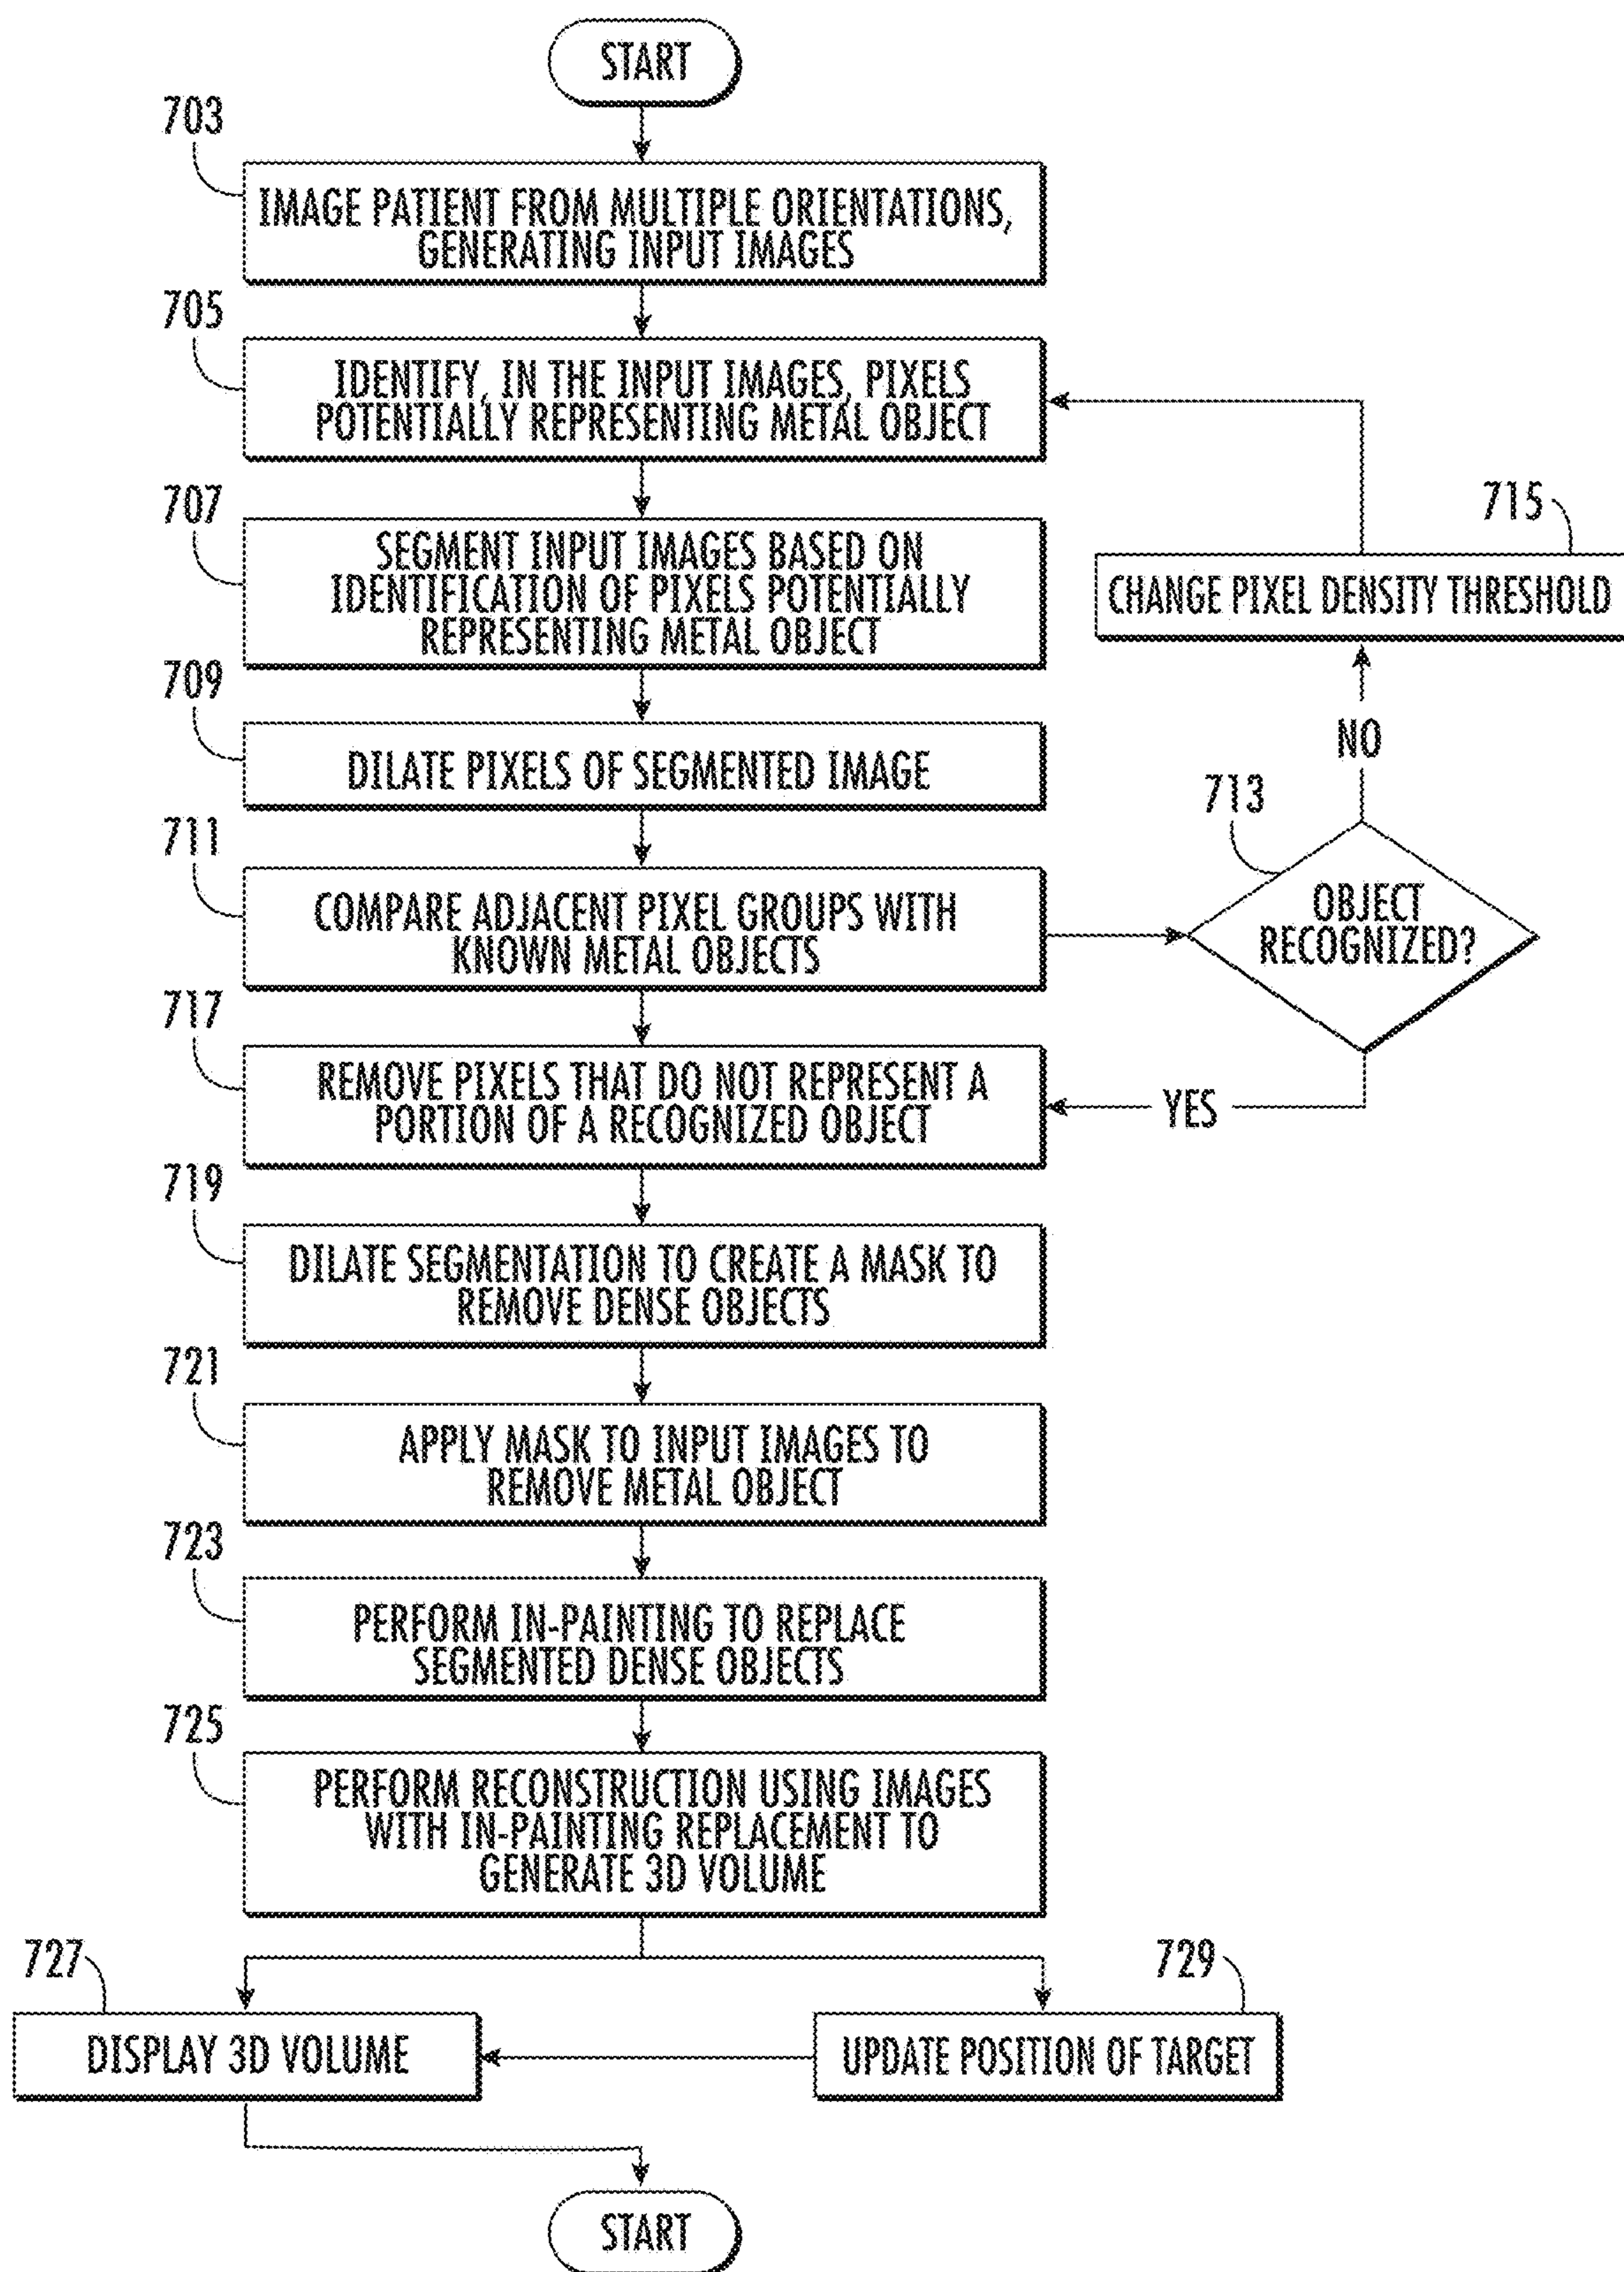 START
703
IMAGE PATIENT FROM MULTIPLE ORIENTATIONS,
GENERATING INPUT IMAGES
705
IDENTIFY, IN THE INPUT IMAGES, PIXELS
POTENTIALLY REPRESENTING METAL OBJECT
707
SEGMENT INPUT IMAGES BASED ON
IDENTIFICATION OF PIXELS POTENTIALLY
REPRESENTING METAL OBJECT
715
CHANGE PIXEL DENSITY THRESHOLD
709
DILATE PIXELS OF SEGMENTED IMAGE
NO
711
COMPARE ADJACENT PIXEL GROUPS WITH
KNOWN METAL OBJECTS
713
OBJECT
RECOGNIZED?
YES
717
REMOVE PIXELS THAT DO NOT REPRESENT A
PORTION OF A RECOGNIZED OBJECT
719
DILATE SEGMENTATION TO CREATE A MASK TO
REMOVE DENSE OBJECTS
721
APPLY MASK TO INPUT IMAGES TO
REMOVE METAL OBJECT
723
PERFORM IN-PAINTING TO REPLACE
SEGMENTED DENSE OBJECTS
725
PERFORM RECONSTRUCTION USING IMAGES
WITH IN-PAINTING REPLACEMENT TO
GENERATE 3D VOLUME
727
DISPLAY 3D VOLUME
729
UPDATE POSITION OF TARGET
START